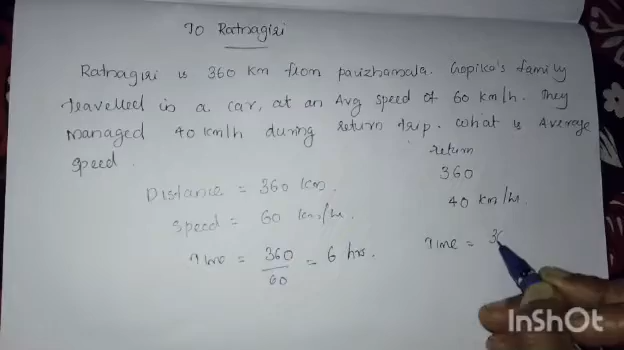 To Ratnagiri
Ratnagiri is 360 km from pavizhamala. Gopika's family
travelled in a car, at an Avg speed of 60 km/h. They
managed 40 km/h during return trip. What is Average
speed.
return
Distance = 360 km.
360
Speed = 60 km/hr
40 km/hr.
Time = 360/60 = 6 hrs.
Time = 36
InShOt